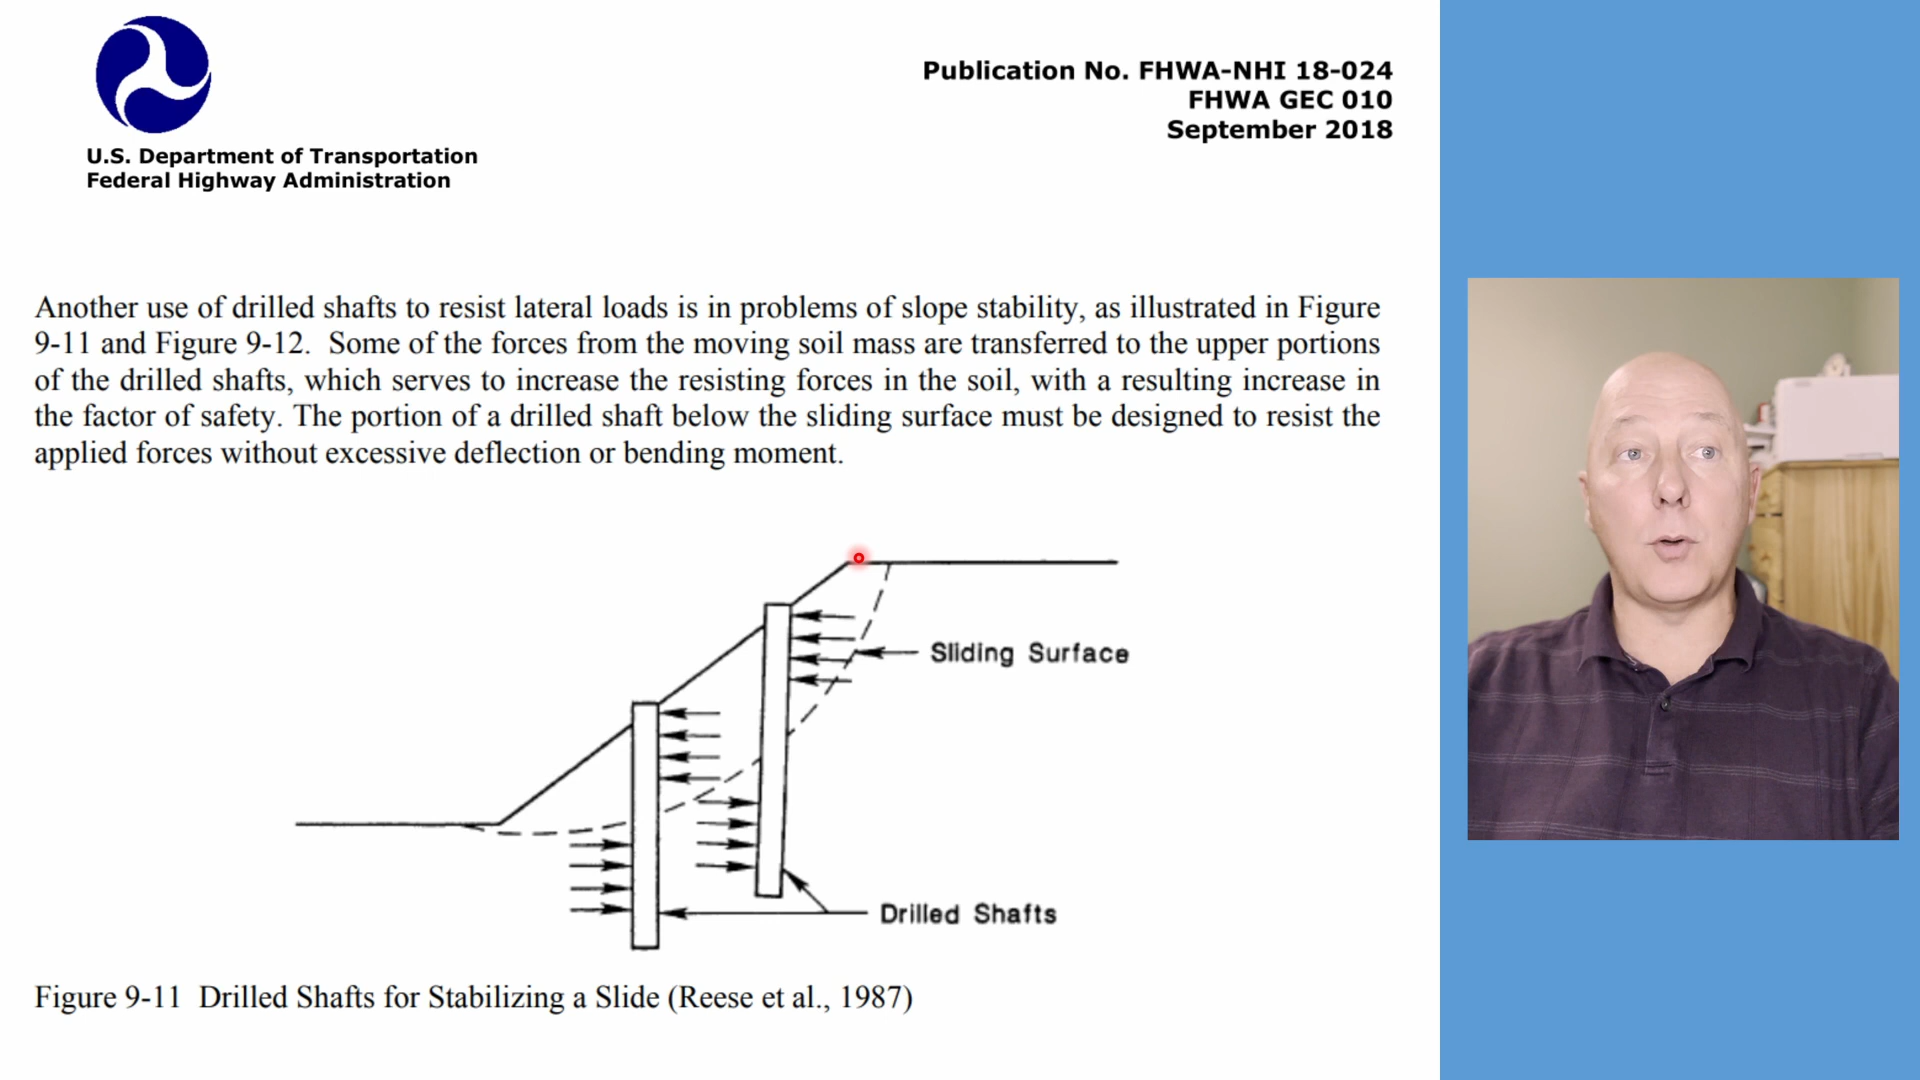 Publication No. FHWA-NHI 18-024
FHWA GEC 010
September 2018
U.S. Department of Transportation
Federal Highway Administration
Another use of drilled shafts to resist lateral loads is in problems of slope stability, as illustrated in Figure
9-11 and Figure 9-12. Some of the forces from the moving soil mass are transferred to the upper portions
of the drilled shafts, which serves to increase the resisting forces in the soil, with a resulting increase in
the factor of safety. The portion of a drilled shaft below the sliding surface must be designed to resist the
applied forces without excessive deflection or bending moment.
Sliding Surface
Drilled Shafts
Figure 9-11 Drilled Shafts for Stabilizing a Slide (Reese et al., 1987)